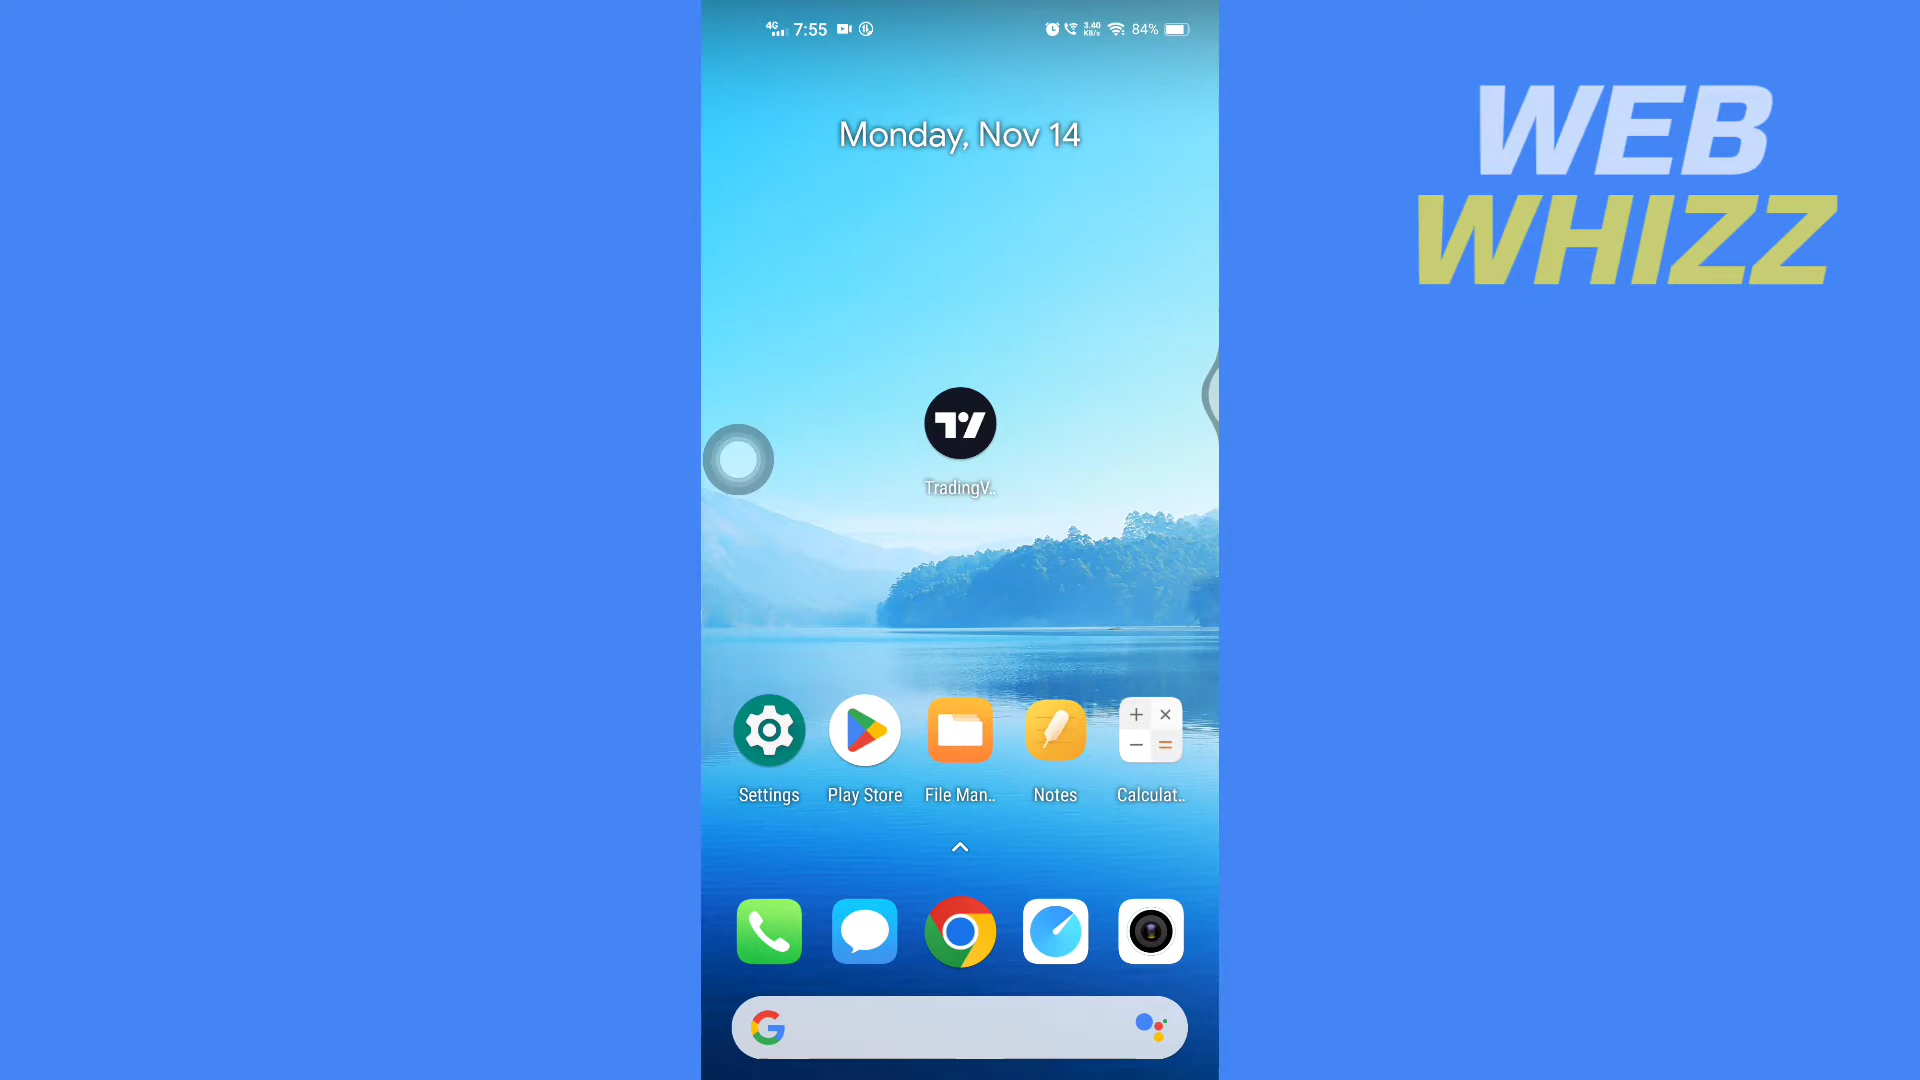 4G 7:55 3.40 KB/s 84%
Monday, Nov 14
WEB
WHIZZ
TradingV..
Settings Play Store File Man.. Notes Calculat..